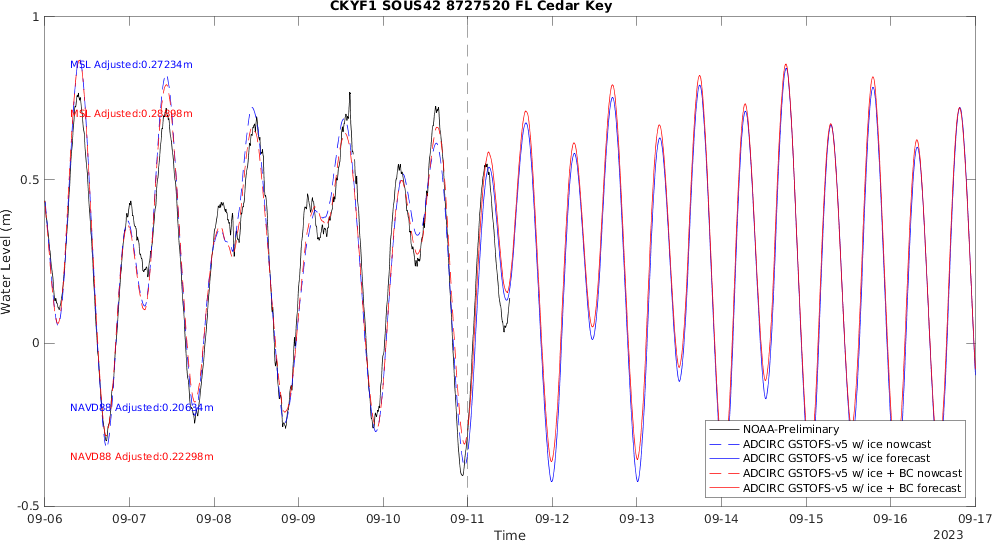 CKYF1 SOUS42 8727520 FL Cedar Key
1
0.5
0
-0.5
Water Level (m)
MSL Adjusted:0.27234m
MSL
NAVD88 Adjusted:0.20634m
NAVD88 Adjusted:0.22298m
NOAA-Preliminary
ADCIRC GSTOFS-v5 w/ ice nowcast
ADCIRC GSTOFS-v5 w/ ice forecast
ADCIRC GSTOFS-v5 w/ ice + BC nowcast
ADCIRC GSTOFS-v5 w/ ice + BC forecast
09-06 09-07 09-08 09-09 09-10 09-11 09-12 09-13 09-14 09-15 09-16 09-17
Time
2023